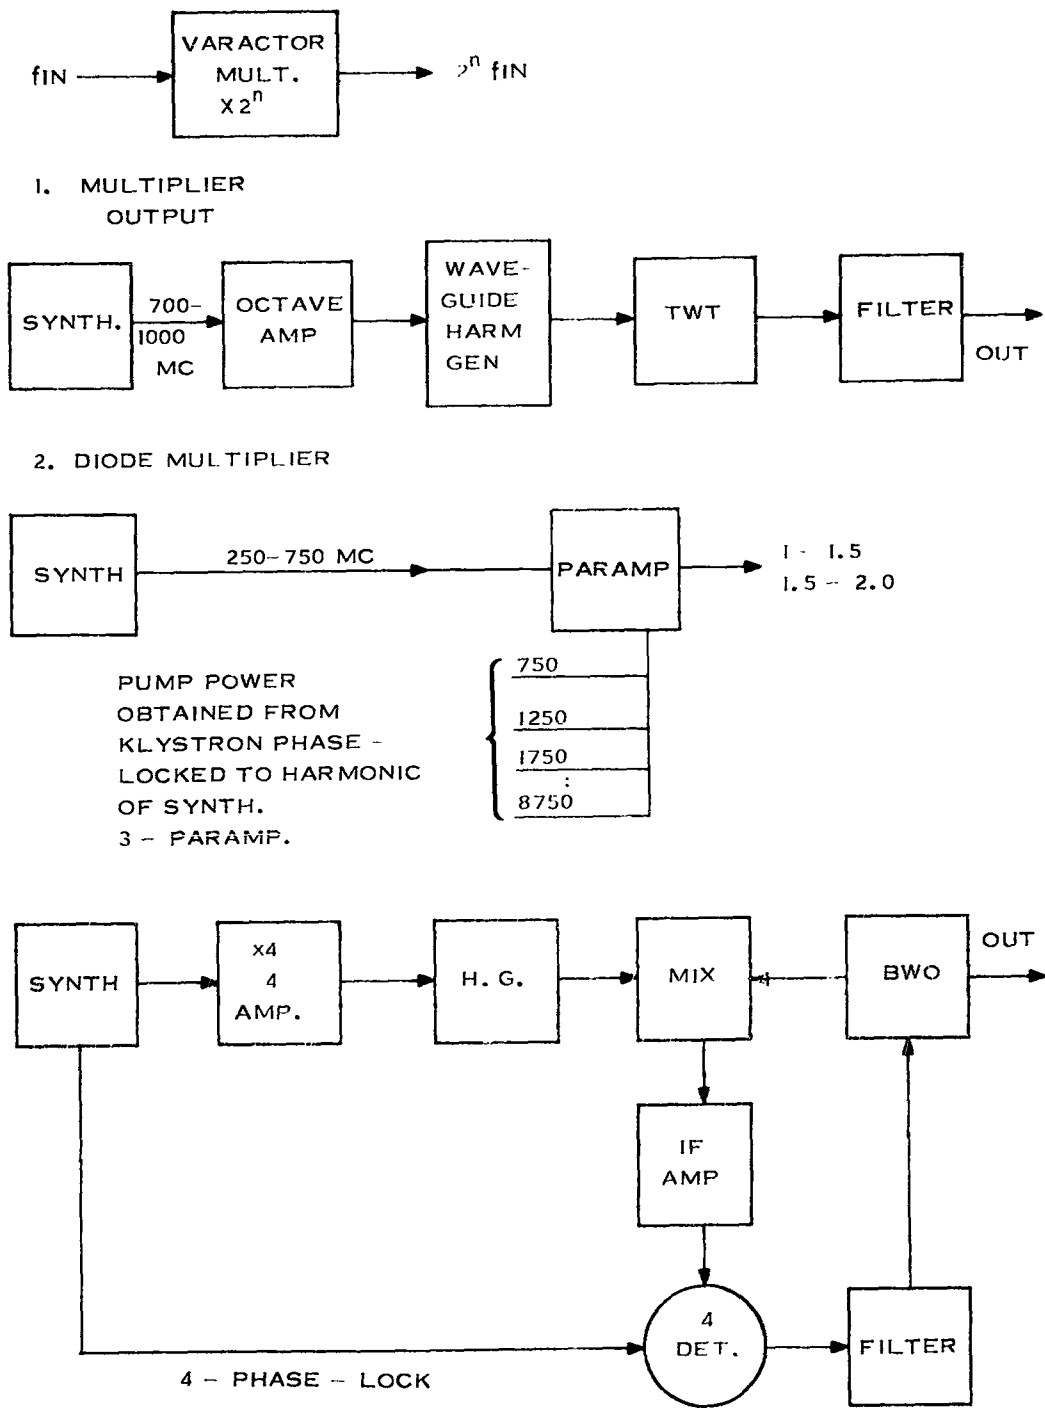 VARACTOR
MULT.
X2ⁿ
fIN
2ⁿ fIN
1. MULTIPLIER
OUTPUT
SYNTH.
700-
1000
MC
OCTAVE
AMP
WAVE-
GUIDE
HARM
GEN
TWT
FILTER
OUT
2. DIODE MULTIPLIER
SYNTH
250-750 MC
PARAMP
1 - 1.5
1.5 - 2.0
PUMP POWER
OBTAINED FROM
KLYSTRON PHASE -
LOCKED TO HARMONIC
OF SYNTH.
3 - PARAMP.
750
1250
1750
:
8750
SYNTH
x4
4
AMP.
H. G.
MIX
BWO
OUT
IF
AMP
4
DET.
FILTER
4 - PHASE - LOCK